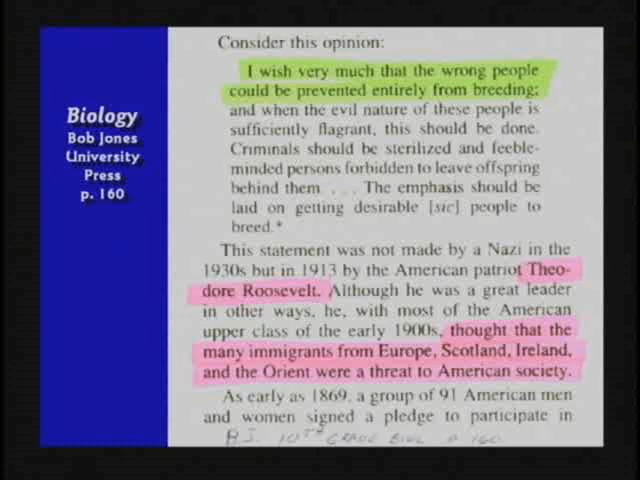 Biology
Bob Jones
University
Press
p. 160
Consider this opinion:
I wish very much that the wrong people
could be prevented entirely from breeding;
and when the evil nature of these people is
sufficiently flagrant, this should be done.
Criminals should be sterilized and feeble-
minded persons forbidden to leave offspring
behind them . . . . The emphasis should be
laid on getting desirable [sic] people to
breed.*
This statement was not made by a Nazi in the
1930s but in 1913 by the American patriot Theo-
dore Roosevelt. Although he was a great leader
in other ways, he, with most of the American
upper class of the early 1900s, thought that the
many immigrants from Europe, Scotland, Ireland,
and the Orient were a threat to American society.
As early as 1869, a group of 91 American men
and women signed a pledge to participate in
B.J. 10TH GRADE BIOL P 160